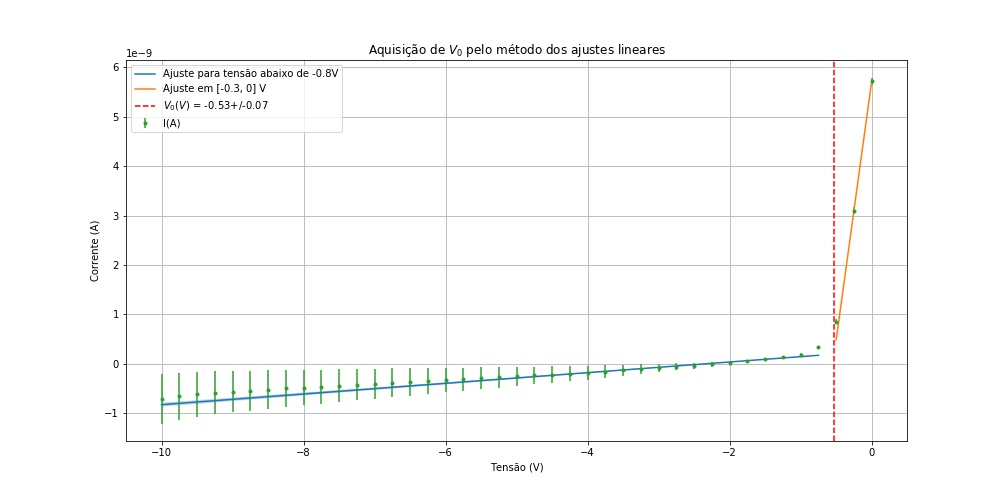 Aquisição de V₀ pelo método dos ajustes lineares
1e−9
Ajuste para tensão abaixo de -0.8V
Ajuste em [-0.3, 0] V
V₀(V) = -0.53+/-0.07
I(A)
6
5
4
3
2
1
0
−1
Corrente (A)
−10
−8
−6
−4
−2
0
Tensão (V)